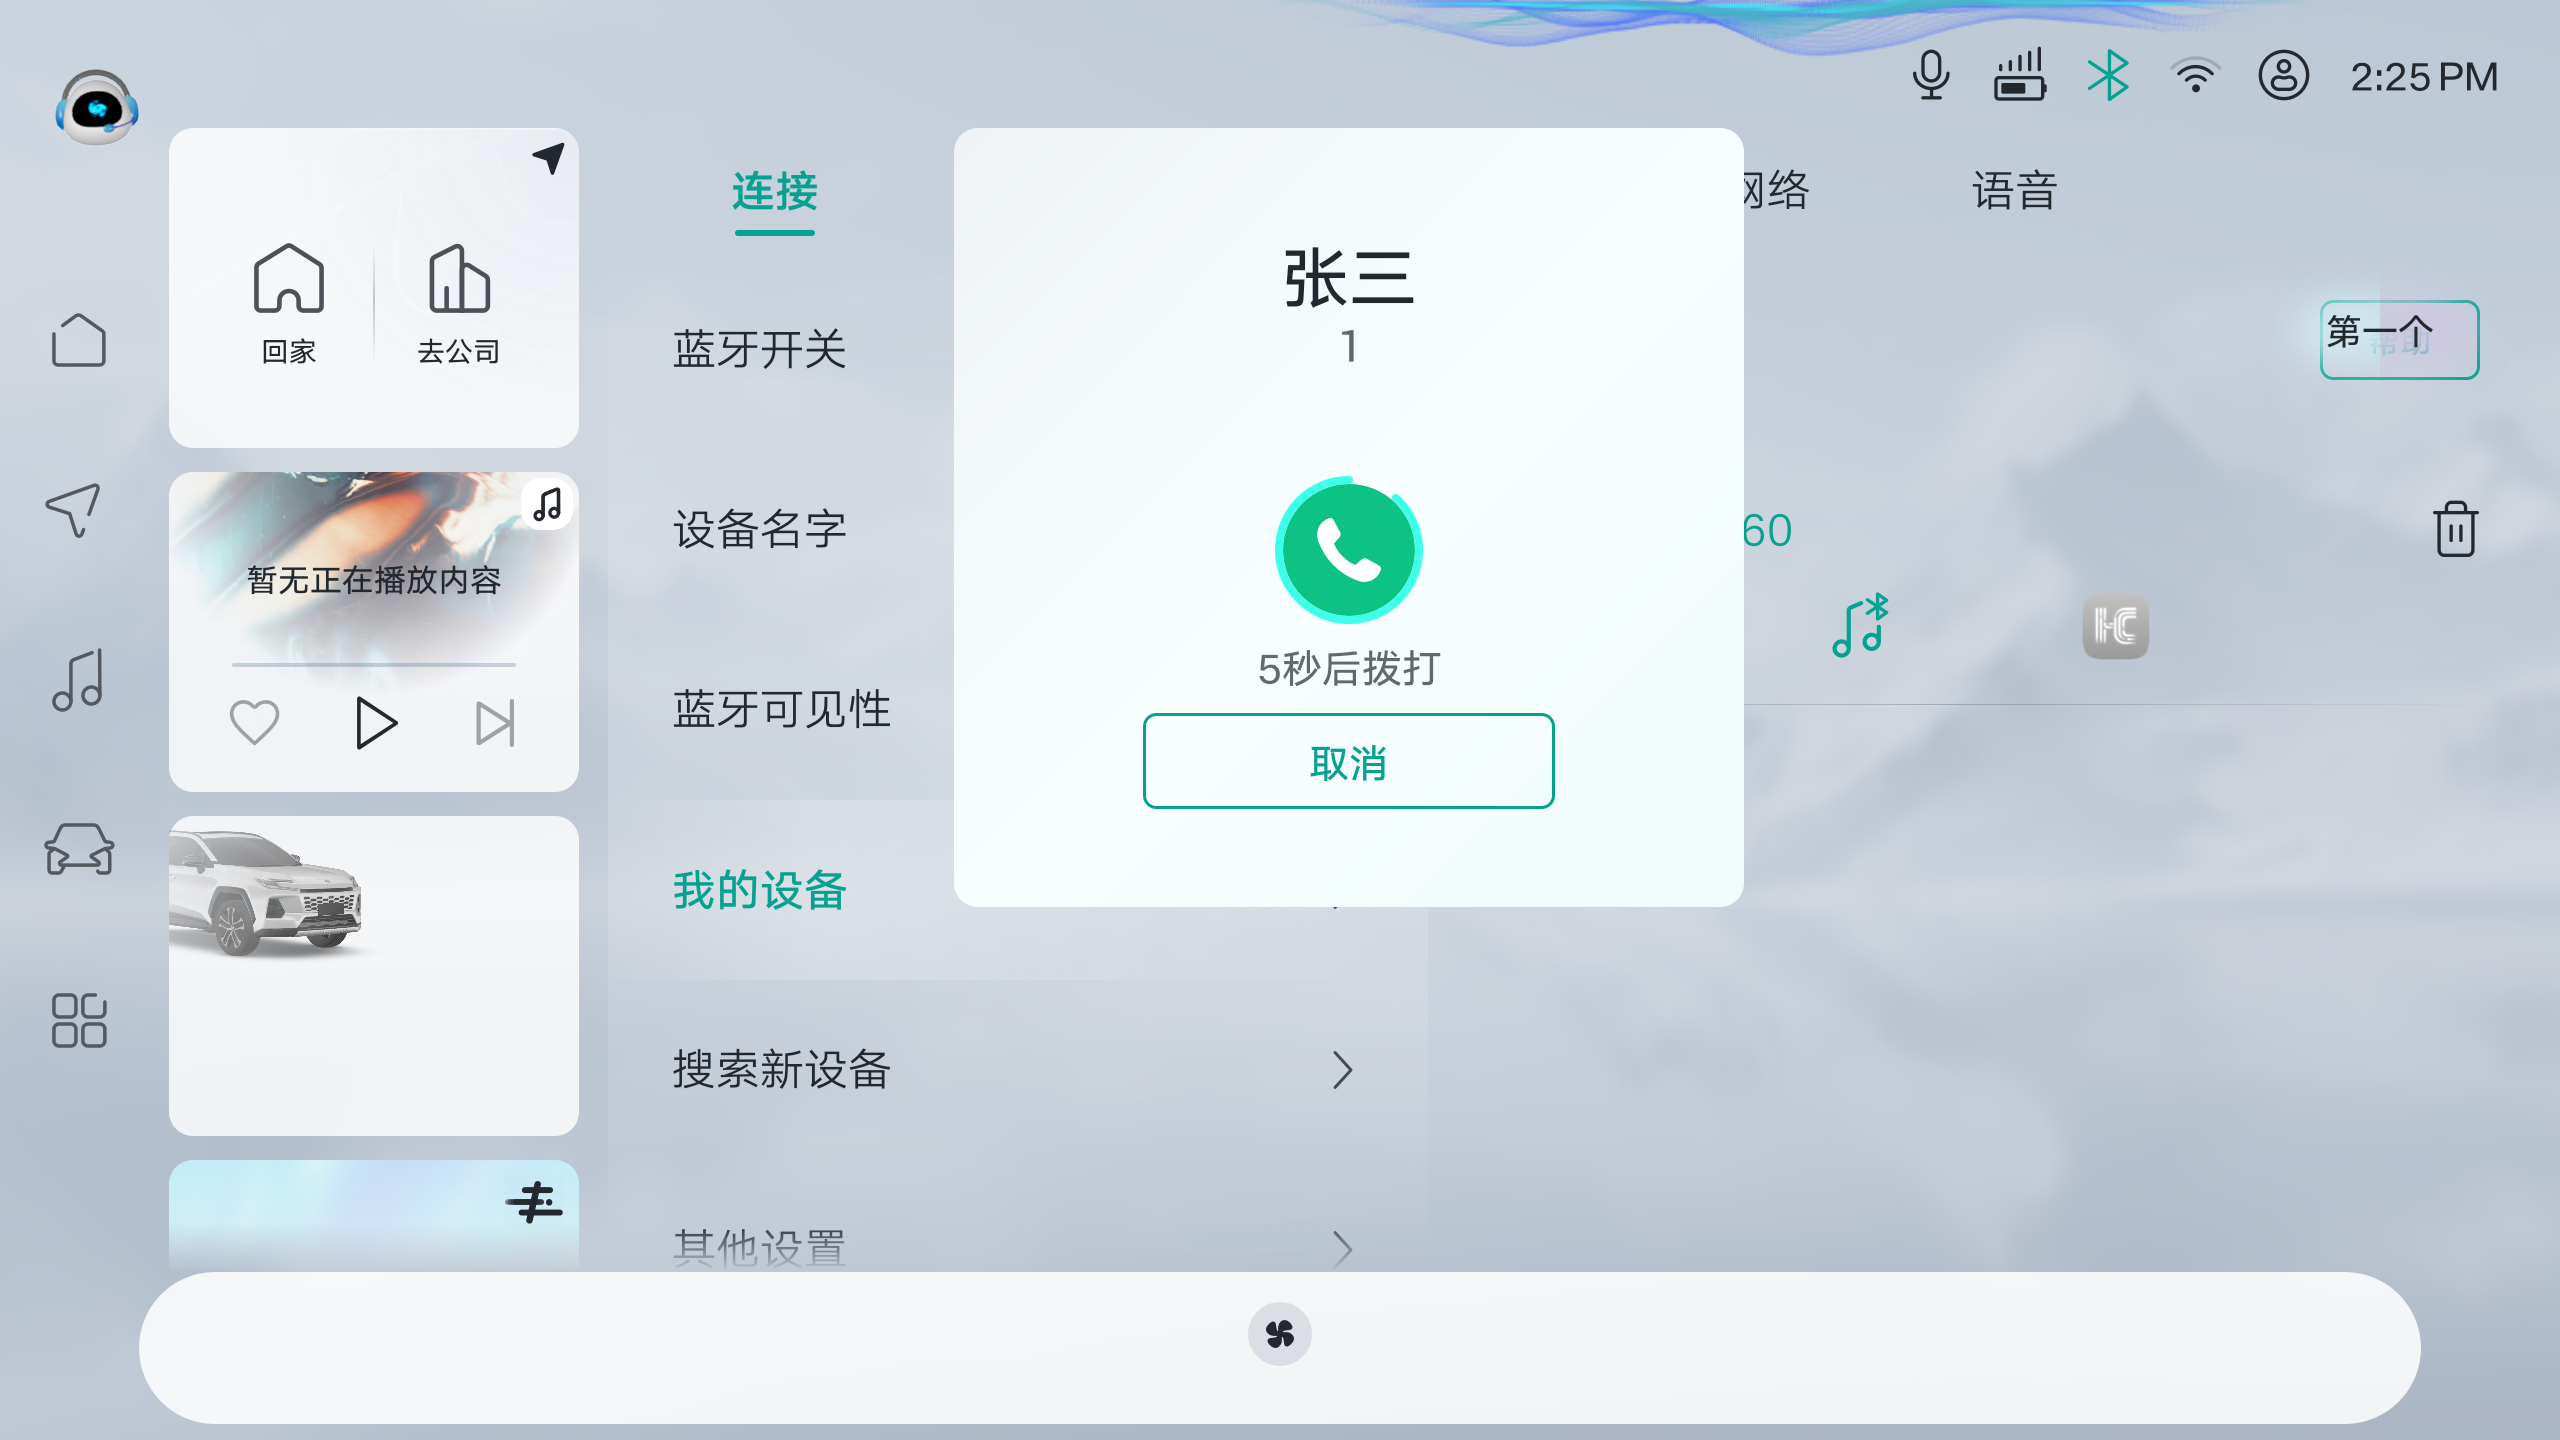 2:25 PM
连接
网络
语音
回家
去公司
暂无正在播放内容
蓝牙开关
设备名字
蓝牙可见性
我的设备
搜索新设备
其他设置
张三
1
5秒后拨打
取消
第一个
帮助
60